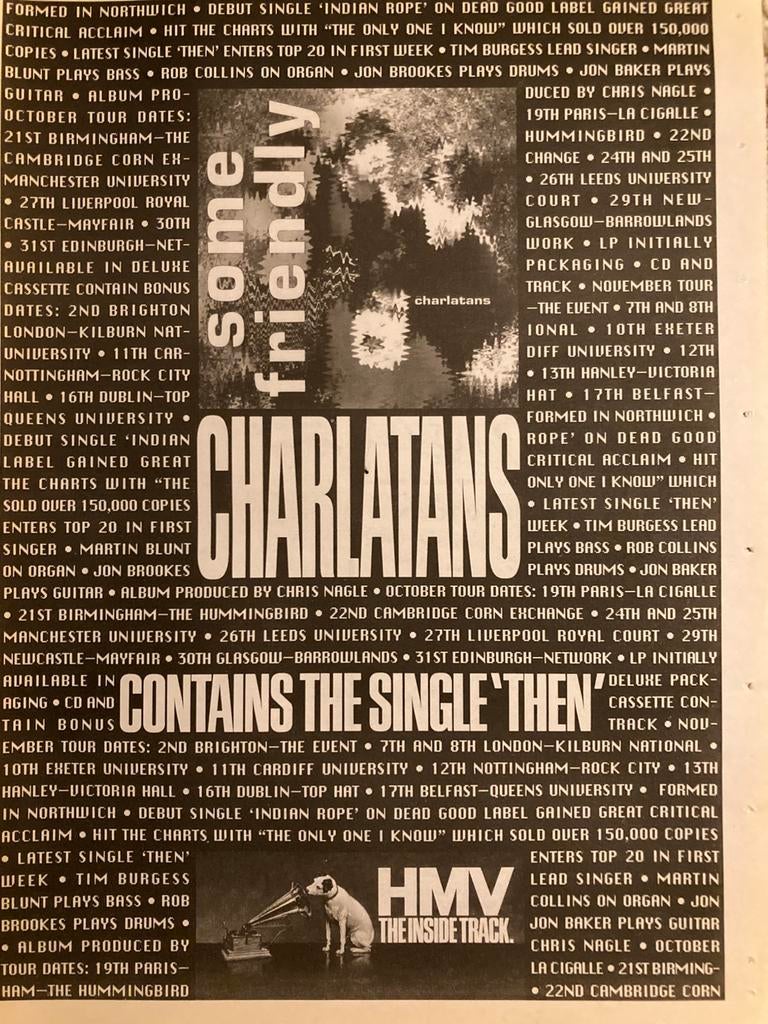 FORMED IN NORTHWICH • DEBUT SINGLE 'INDIAN ROPE' ON DEAD GOOD LABEL GAINED GREAT
CRITICAL ACCLAIM • HIT THE CHARTS WITH "THE ONLY ONE I KNOW" WHICH SOLD OVER 150,000
COPIES • LATEST SINGLE 'THEN' ENTERS TOP 20 IN FIRST WEEK • TIM BURGESS LEAD SINGER • MARTIN
BLUNT PLAYS BASS • ROB COLLINS ON ORGAN • JON BROOKES PLAYS DRUMS • JON BAKER PLAYS
GUITAR • ALBUM PRO- DUCED BY CHRIS NAGLE •
OCTOBER TOUR DATES: 19TH PARIS—LA CIGALLE •
21ST BIRMINGHAM—THE HUMMINGBIRD • 22ND
CAMBRIDGE CORN EX- CHANGE • 24TH AND 25TH
MANCHESTER UNIVERSITY • 26TH LEEDS UNIVERSITY
• 27TH LIVERPOOL ROYAL COURT • 29TH NEW-
CASTLE—MAYFAIR • 30TH GLASGOW—BARROWLANDS
• 31ST EDINBURGH—NET- WORK • LP INITIALLY
AVAILABLE IN DELUXE PACKAGING • CD AND
CASSETTE CONTAIN BONUS TRACK • NOVEMBER TOUR
DATES: 2ND BRIGHTON —THE EVENT • 7TH AND 8TH
LONDON—KILBURN NAT- IONAL • 10TH EXETER
UNIVERSITY • 11TH CAR- DIFF UNIVERSITY • 12TH
NOTTINGHAM—ROCK CITY • 13TH HANLEY—VICTORIA
HALL • 16TH DUBLIN—TOP HAT • 17TH BELFAST—
some
friendly
charlatans
QUEENS UNIVERSITY • FORMED IN NORTHWICH •
DEBUT SINGLE 'INDIAN ROPE' ON DEAD GOOD
LABEL GAINED GREAT CRITICAL ACCLAIM • HIT
THE CHARTS WITH "THE ONLY ONE I KNOW" WHICH
SOLD OVER 150,000 COPIES • LATEST SINGLE 'THEN'
ENTERS TOP 20 IN FIRST WEEK • TIM BURGESS LEAD
SINGER • MARTIN BLUNT PLAYS BASS • ROB COLLINS
ON ORGAN • JON BROOKES PLAYS DRUMS • JON BAKER
CHARLATANS
PLAYS GUITAR • ALBUM PRODUCED BY CHRIS NAGLE • OCTOBER TOUR DATES: 19TH PARIS—LA CIGALLE
• 21ST BIRMINGHAM—THE HUMMINGBIRD • 22ND CAMBRIDGE CORN EXCHANGE • 24TH AND 25TH
MANCHESTER UNIVERSITY • 26TH LEEDS UNIVERSITY • 27TH LIVERPOOL ROYAL COURT • 29TH
NEWCASTLE—MAYFAIR • 30TH GLASGOW—BARROWLANDS • 31ST EDINBURGH—NETWORK • LP INITIALLY
AVAILABLE IN DELUXE PACK-
AGING • CD AND CASSETTE CON-
TAIN BONUS TRACK • NOV-
CONTAINS THE SINGLE 'THEN'
EMBER TOUR DATES: 2ND BRIGHTON—THE EVENT • 7TH AND 8TH LONDON—KILBURN NATIONAL •
10TH EXETER UNIVERSITY • 11TH CARDIFF UNIVERSITY • 12TH NOTTINGHAM—ROCK CITY • 13TH
HANLEY—VICTORIA HALL • 16TH DUBLIN—TOP HAT • 17TH BELFAST—QUEENS UNIVERSITY • FORMED
IN NORTHWICH • DEBUT SINGLE 'INDIAN ROPE' ON DEAD GOOD LABEL GAINED GREAT CRITICAL
ACCLAIM • HIT THE CHARTS WITH "THE ONLY ONE I KNOW" WHICH SOLD OVER 150,000 COPIES
• LATEST SINGLE 'THEN' ENTERS TOP 20 IN FIRST
WEEK • TIM BURGESS LEAD SINGER • MARTIN
BLUNT PLAYS BASS • ROB COLLINS ON ORGAN • JON
BROOKES PLAYS DRUMS • JON BAKER PLAYS GUITAR
• ALBUM PRODUCED BY CHRIS NAGLE • OCTOBER
TOUR DATES: 19TH PARIS— LA CIGALLE • 21ST BIRMING-
HAM—THE HUMMINGBIRD • 22ND CAMBRIDGE CORN
HMV
THE INSIDE TRACK.